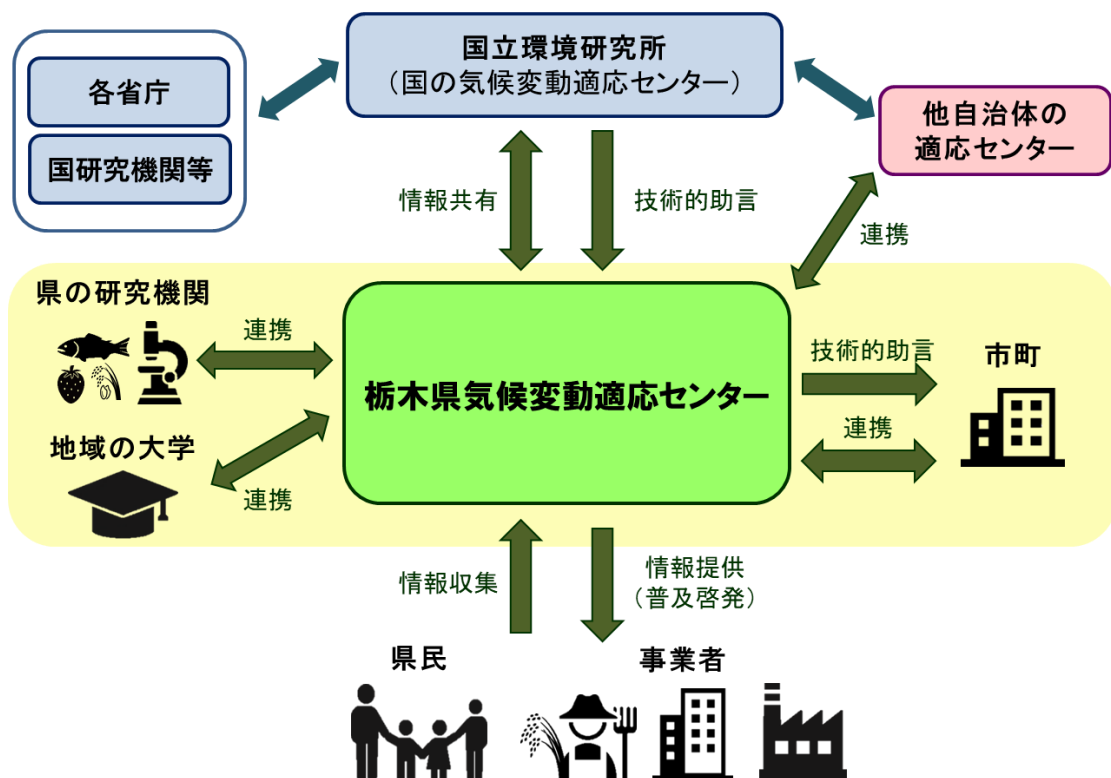 国立環境研究所
（国の気候変動適応センター）
各省庁
国研究機関等
他自治体の
適応センター
情報共有
技術的助言
連携
県の研究機関
連携
栃木県気候変動適応センター
技術的助言
市町
連携
地域の大学
連携
情報収集
情報提供
（普及啓発）
県民
事業者